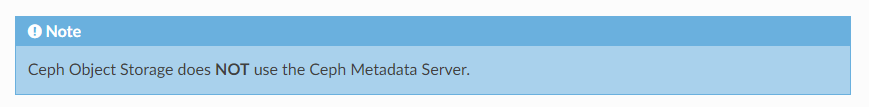 Note
Ceph Object Storage does NOT use the Ceph Metadata Server.